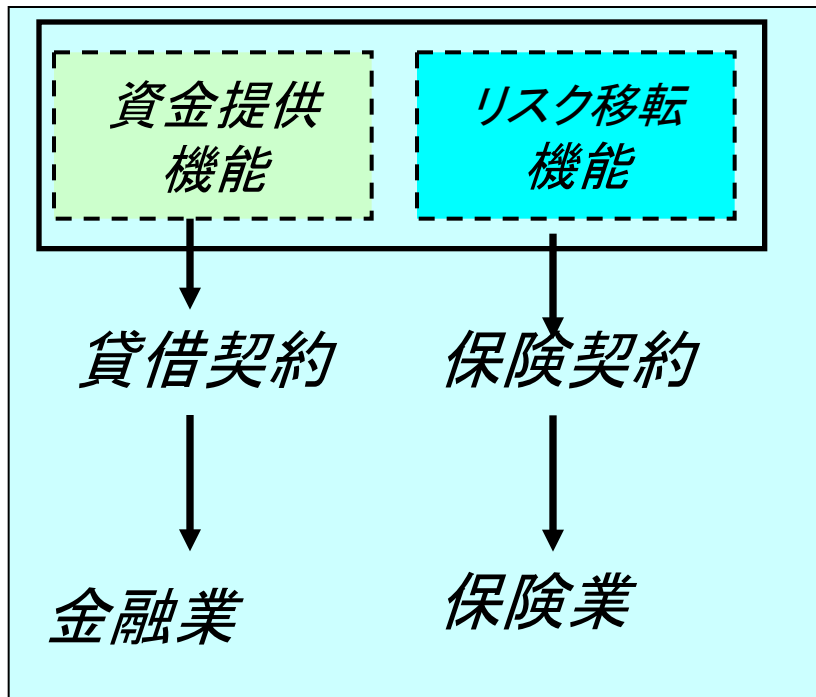 資金提供
機能
リスク移転
機能
貸借契約
保険契約
金融業
保険業